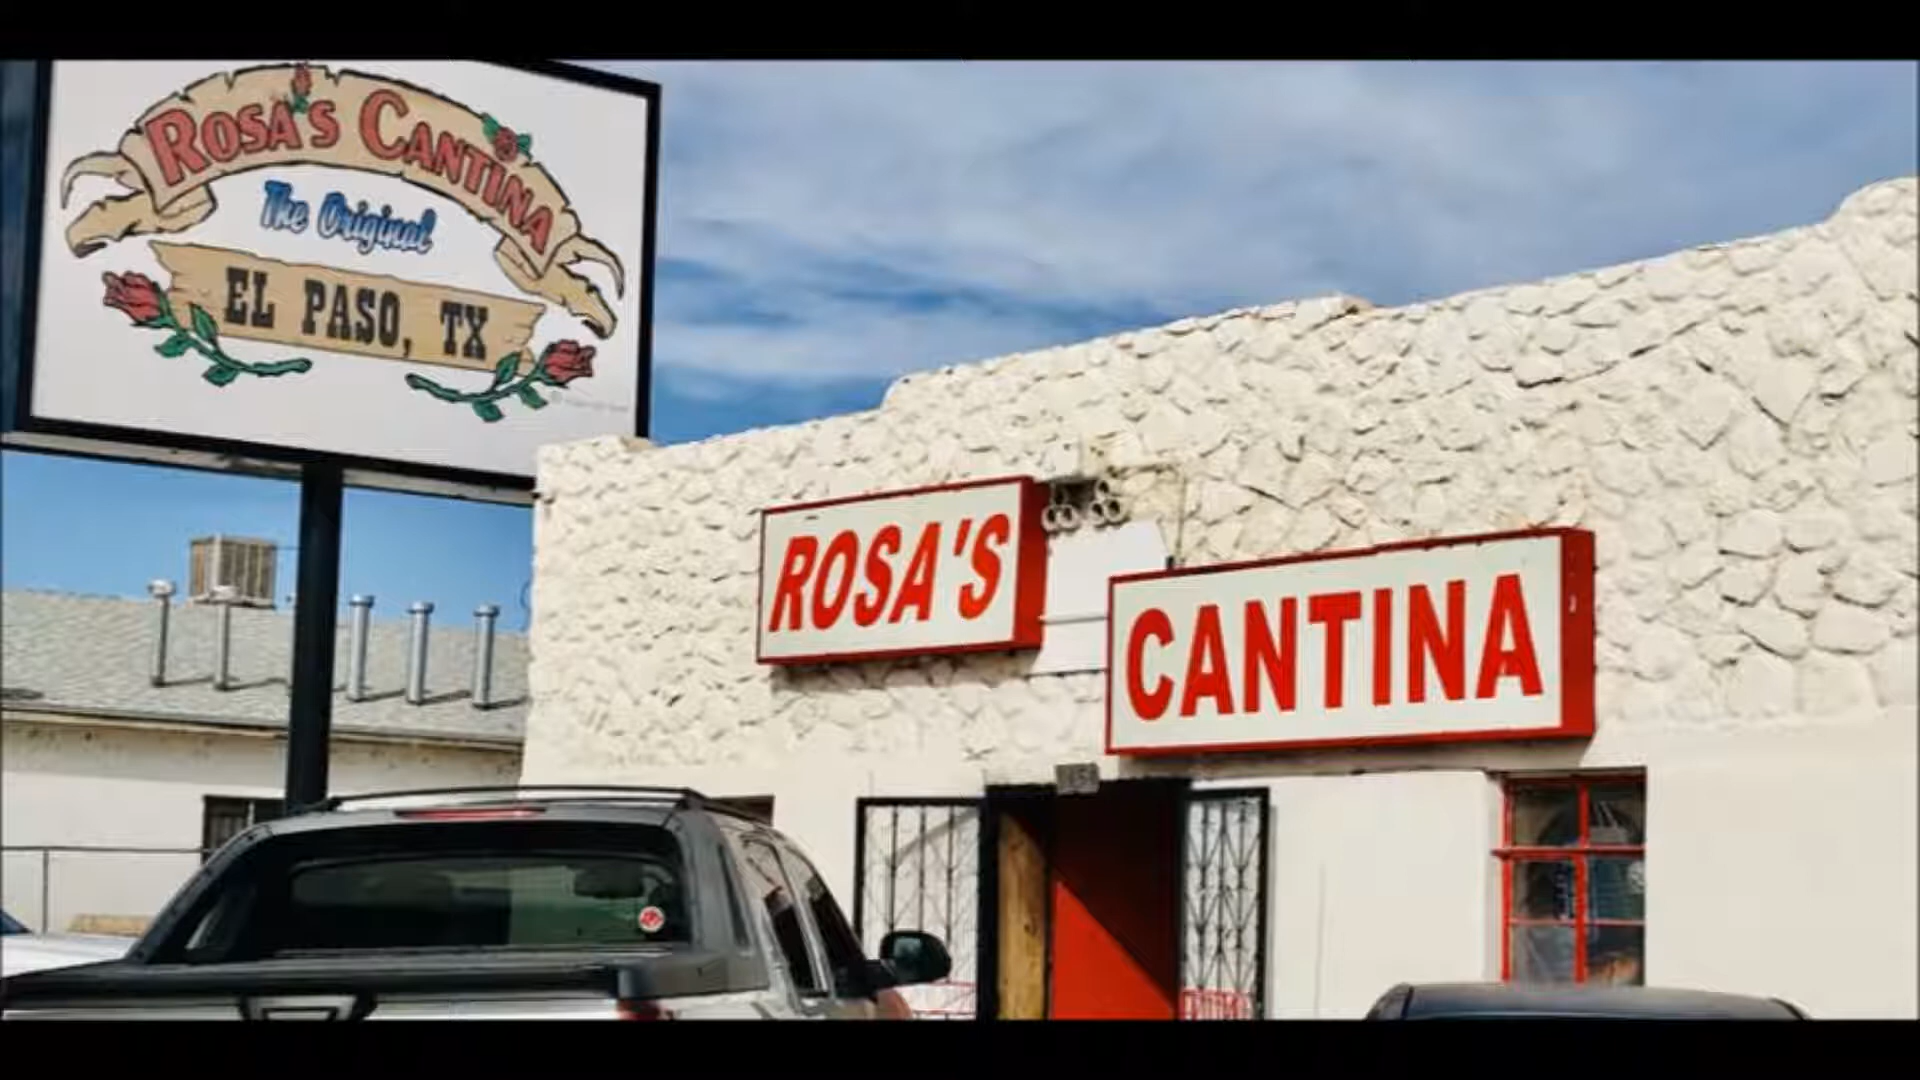 ROSA'S CANTINA
The Original
EL PASO, TX
ROSA'S
CANTINA